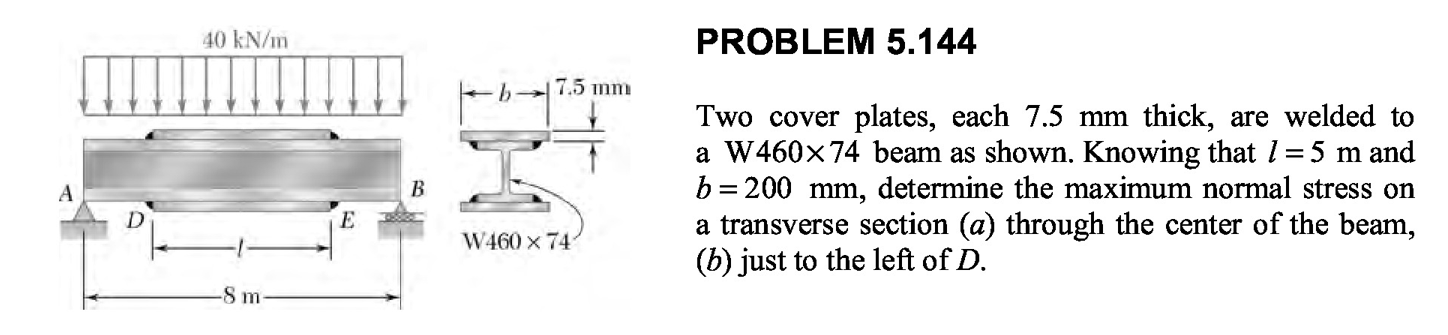 40 kN/m
b
7.5 mm
A
B
D
E
l
W460 × 74
8 m
PROBLEM 5.144
Two cover plates, each 7.5 mm thick, are welded to
a W460×74 beam as shown. Knowing that l = 5 m and
b = 200 mm, determine the maximum normal stress on
a transverse section (a) through the center of the beam,
(b) just to the left of D.